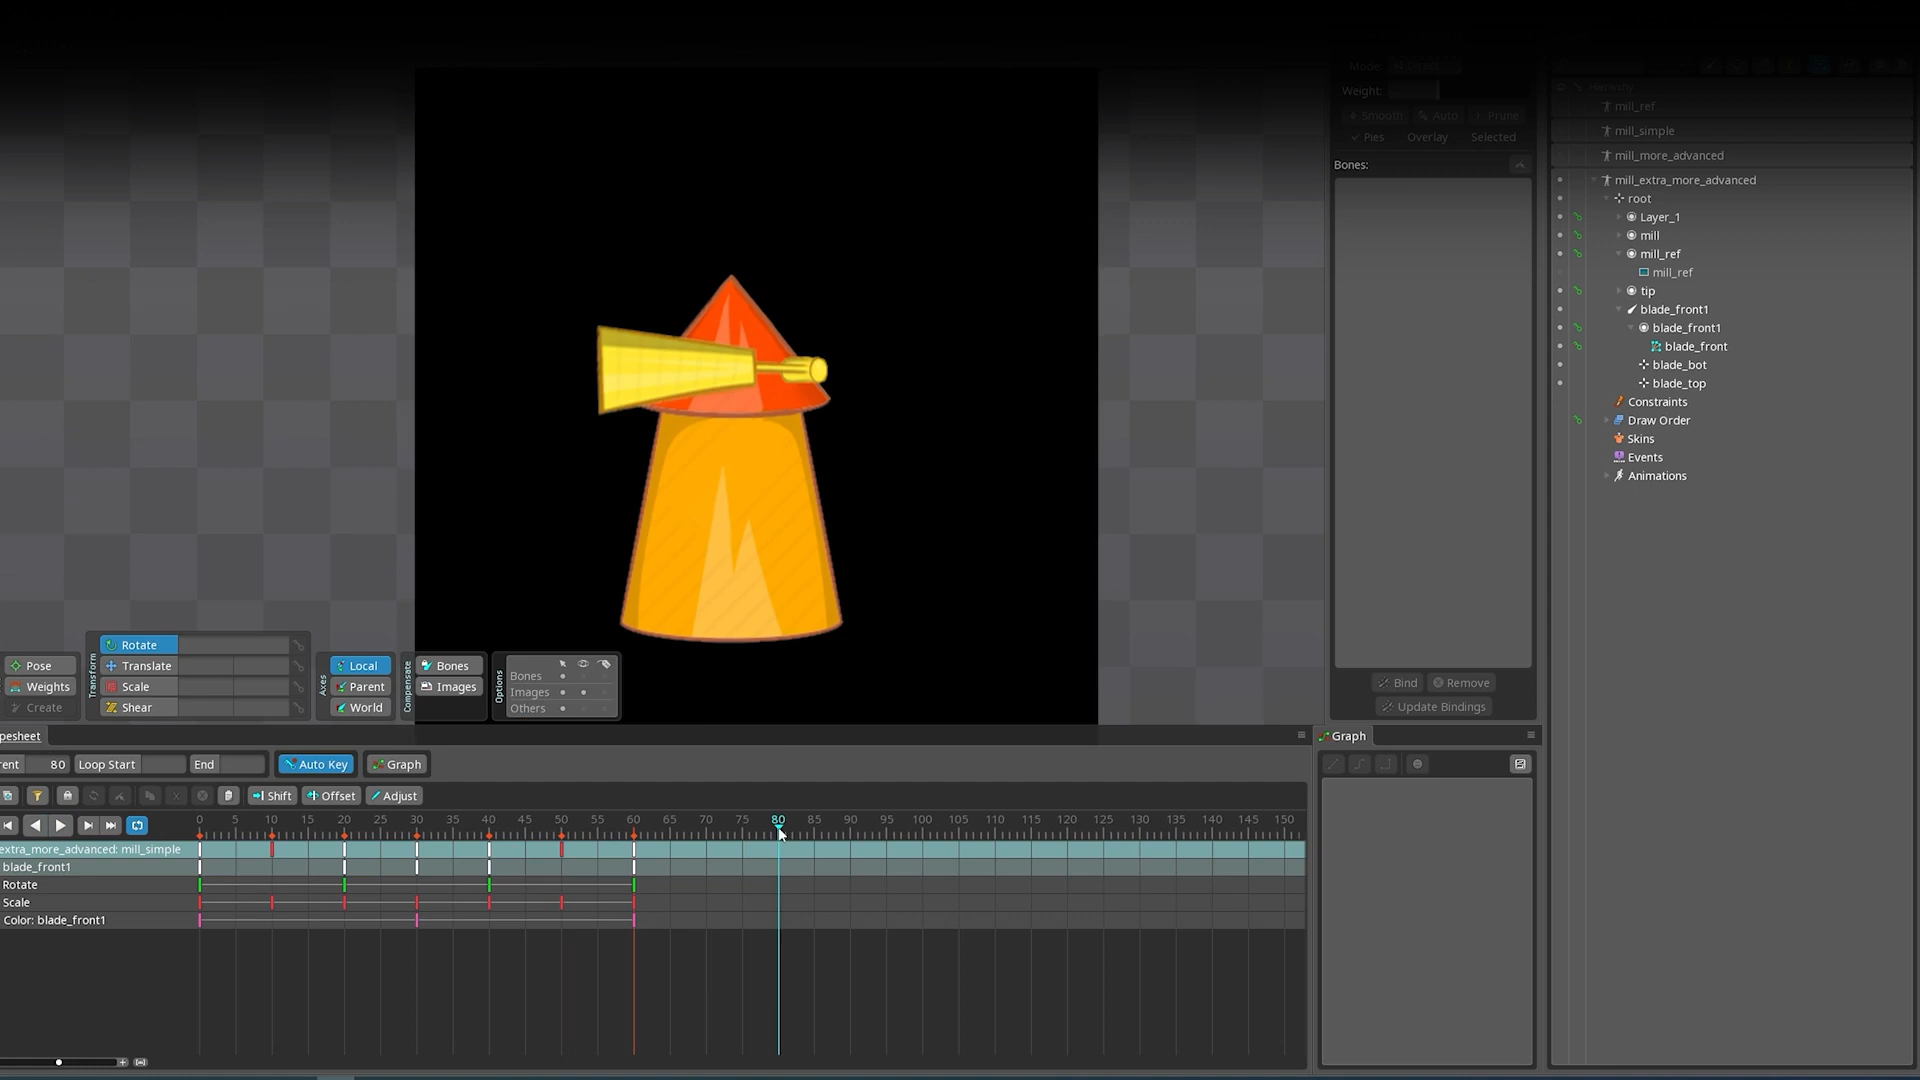 Mode:
Weight:
Smooth Auto Prune
Pies Overlay Selected
Bones:
Bind Remove
Update Bindings
Hierarchy
mill_ref
mill_simple
mill_more_advanced
mill_extra_more_advanced
root
Layer_1
mill
mill_ref
mill_ref
tip
blade_front1
blade_front1
blade_front
blade_bot
blade_top
Constraints
Draw Order
Skins
Events
Animations
Pose
Weights
Create
Transform
Rotate
Translate
Scale
Shear
Axes
Local
Parent
World
Compensate
Bones
Images
Options
Bones
Images
Others
pesheet
Graph
rent 80 Loop Start End Auto Key Graph
Shift Offset Adjust
0 5 10 15 20 25 30 35 40 45 50 55 60 65 70 75 80 85 90 95 100 105 110 115 120 125 130 135 140 145 150
extra_more_advanced: mill_simple
blade_front1
Rotate
Scale
Color: blade_front1